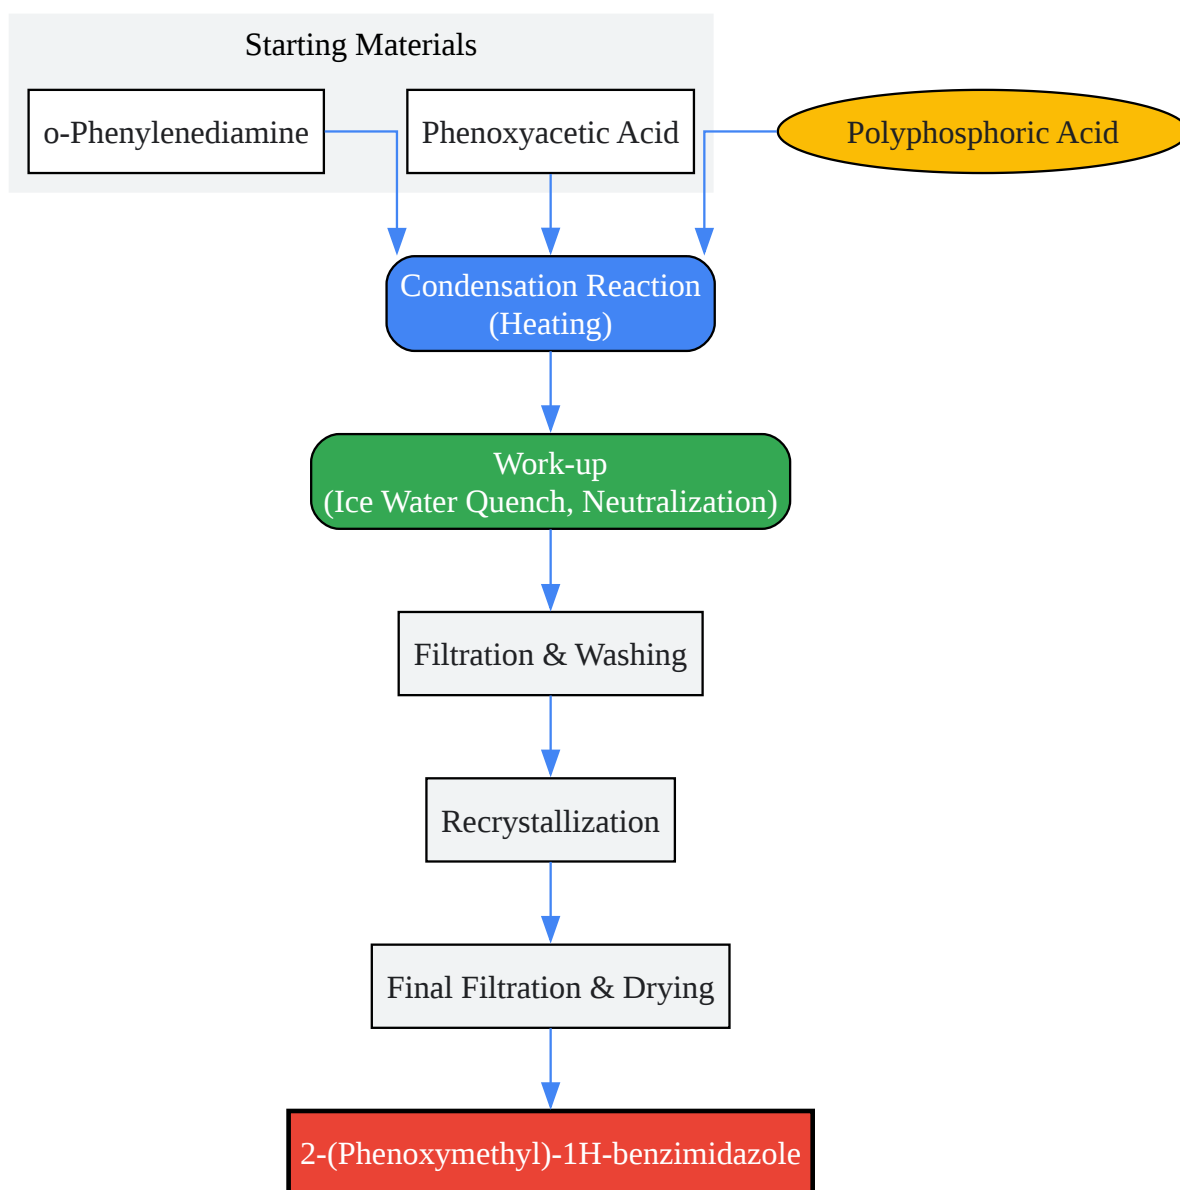 Starting Materials
o-Phenylenediamine
Phenoxyacetic Acid
Polyphosphoric Acid
Condensation Reaction
(Heating)
Work-up
(Ice Water Quench, Neutralization)
Filtration & Washing
Recrystallization
Final Filtration & Drying
2-(Phenoxymethyl)-1H-benzimidazole